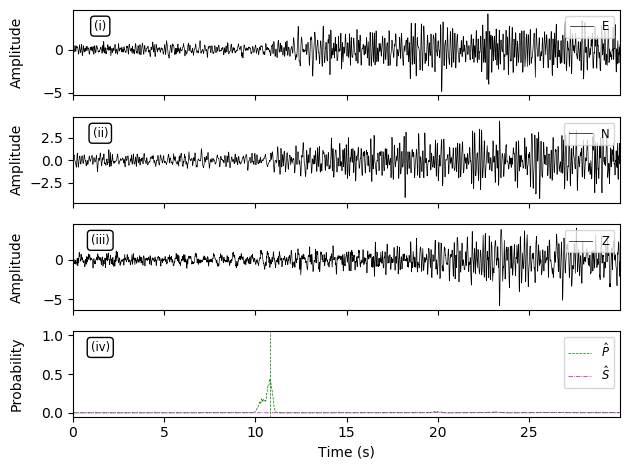 Amplitude
(i)
E
0
−5
Amplitude
(ii)
N
2.5
0.0
−2.5
Amplitude
(iii)
Z
0
−5
Probability
(iv)
P̂
Ŝ
1.0
0.5
0.0
0 5 10 15 20 25
Time (s)